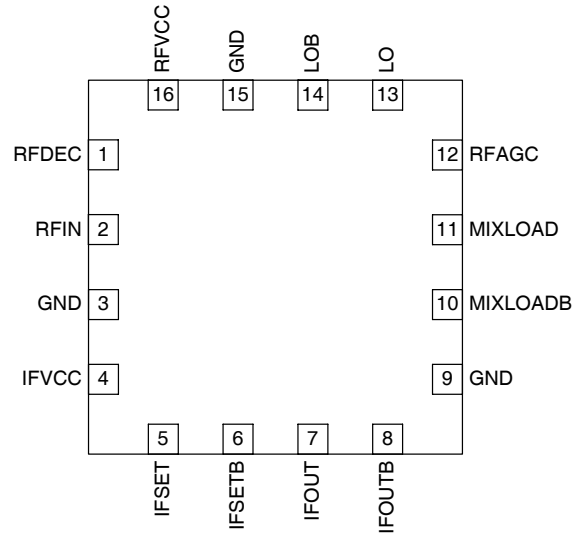 RFVCC
GND
LOB
LO
16
15
14
13
RFDEC 1
12 RFAGC
RFIN 2
11 MIXLOAD
GND 3
10 MIXLOADB
IFVCC 4
9 GND
5
6
7
8
IFSET
IFSETB
IFOUT
IFOUTB